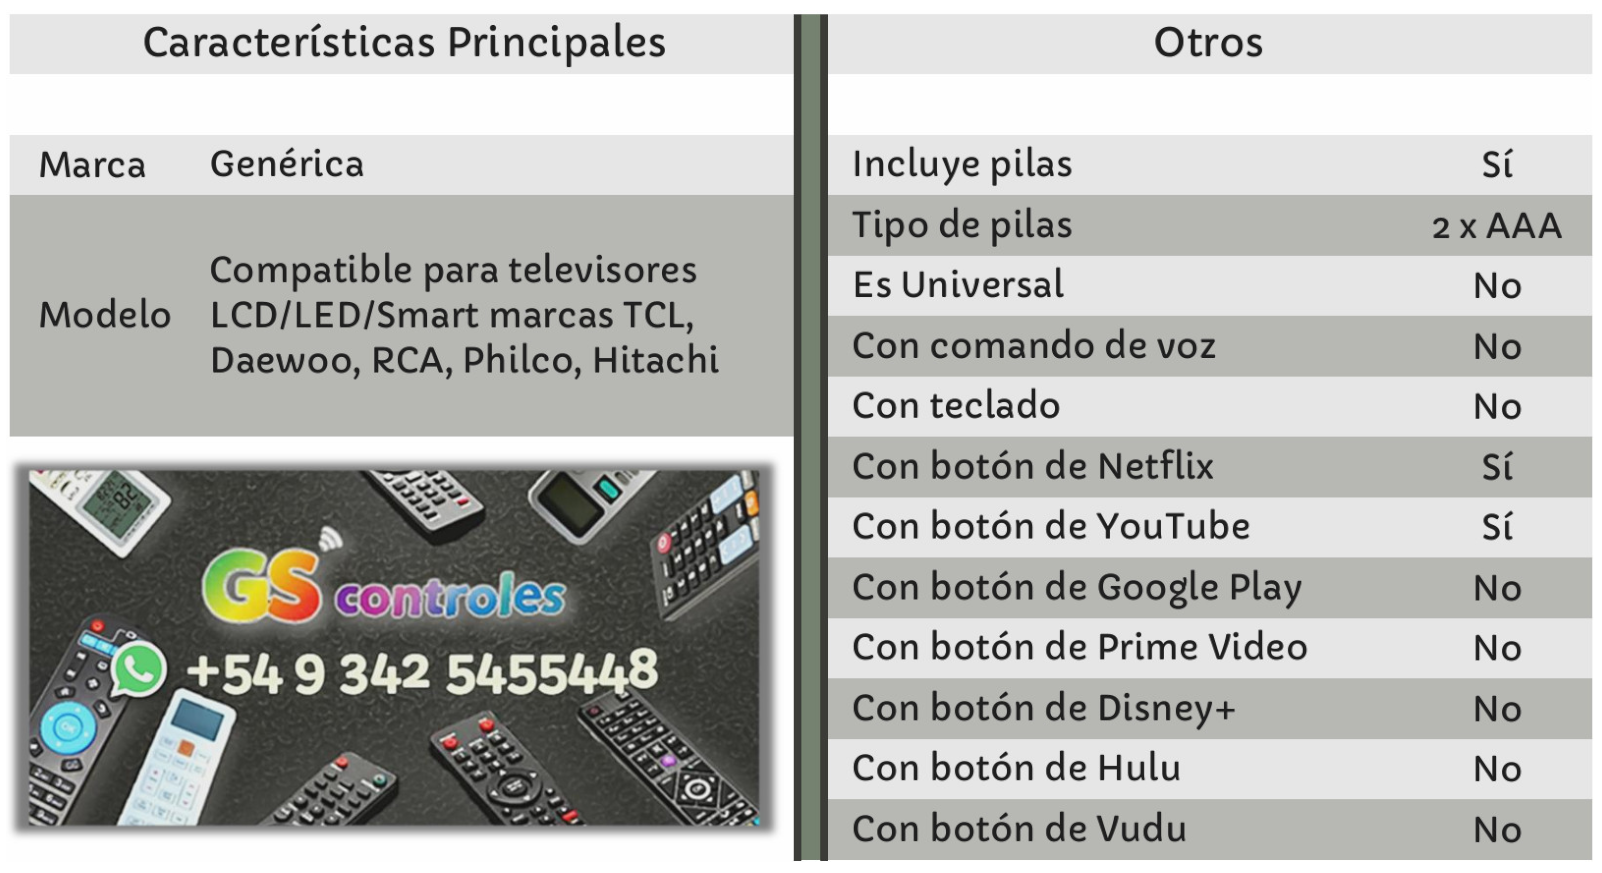 Características Principales
Marca Genérica
Modelo
Compatible para televisores
LCD/LED/Smart marcas TCL,
Daewoo, RCA, Philco, Hitachi
GS controles
+54 9 342 5455448
Otros
Incluye pilas Sí
Tipo de pilas 2 x AAA
Es Universal No
Con comando de voz No
Con teclado No
Con botón de Netflix Sí
Con botón de YouTube Sí
Con botón de Google Play No
Con botón de Prime Video No
Con botón de Disney+ No
Con botón de Hulu No
Con botón de Vudu No